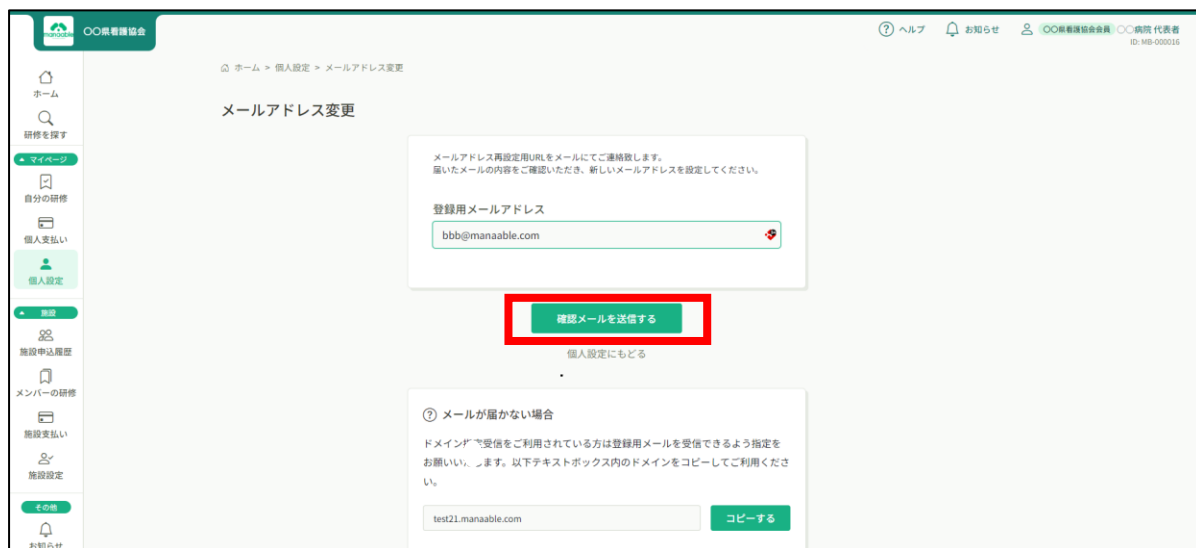 manaable
〇〇県看護協会
ヘルプ
お知らせ
〇〇県看護協会会員 〇〇病院 代表者
ID: MB-000016
ホーム
研修を探す
マイページ
自分の研修
個人支払い
個人設定
施設
施設申込履歴
メンバーの研修
施設支払い
施設設定
その他
お知らせ
ホーム > 個人設定 > メールアドレス変更
メールアドレス変更
メールアドレス再設定用URLをメールにてご連絡致します。
届いたメールの内容をご確認いただき、新しいメールアドレスを設定してください。
登録用メールアドレス
bbb@manaable.com
確認メールを送信する
個人設定にもどる
? メールが届かない場合
ドメイン受信をご利用されている方は登録用メールを受信できるよう指定を
お願いします。以下テキストボックス内のドメインをコピーしてご利用くださ
い。
test21.manaable.com
コピーする